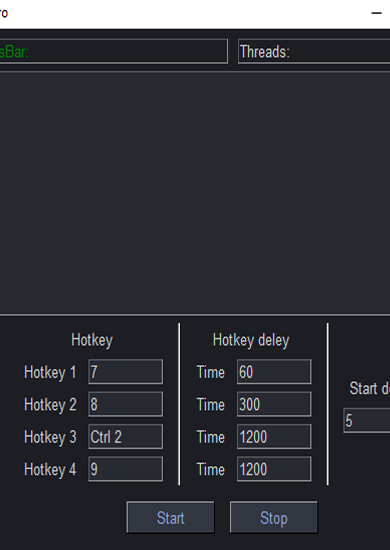 ro
sBar:
Threads:
Hotkey
Hotkey deley
Hotkey 1
7
Time
60
Hotkey 2
8
Time
300
Start d
Hotkey 3
Ctrl 2
Time
1200
5
Hotkey 4
9
Time
1200
Start
Stop